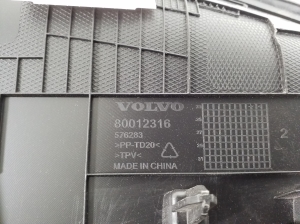 VOLVO
80012316
576283
>PP-TD20<
>TPV<
MADE IN CHINA
2